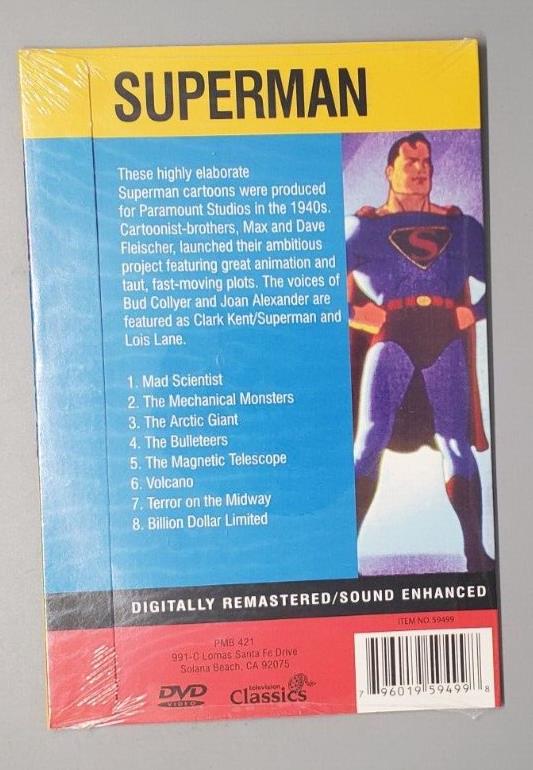 SUPERMAN
These highly elaborate
Superman cartoons were produced
for Paramount Studios in the 1940s.
Cartoonist-brothers, Max and Dave
Fleischer, launched their ambitious
project featuring great animation and
taut, fast-moving plots. The voices of
Bud Collyer and Joan Alexander are
featured as Clark Kent/Superman and
Lois Lane.
1. Mad Scientist
2. The Mechanical Monsters
3. The Arctic Giant
4. The Bulleteers
5. The Magnetic Telescope
6. Volcano
7. Terror on the Midway
8. Billion Dollar Limited
S
DIGITALLY REMASTERED/SOUND ENHANCED
ITEM NO. 59499
PMB 421
991-C Lomas Santa Fe Drive
Solana Beach, CA 92075
DVD
VIDEO
television
Classics
7 96019 59499 8